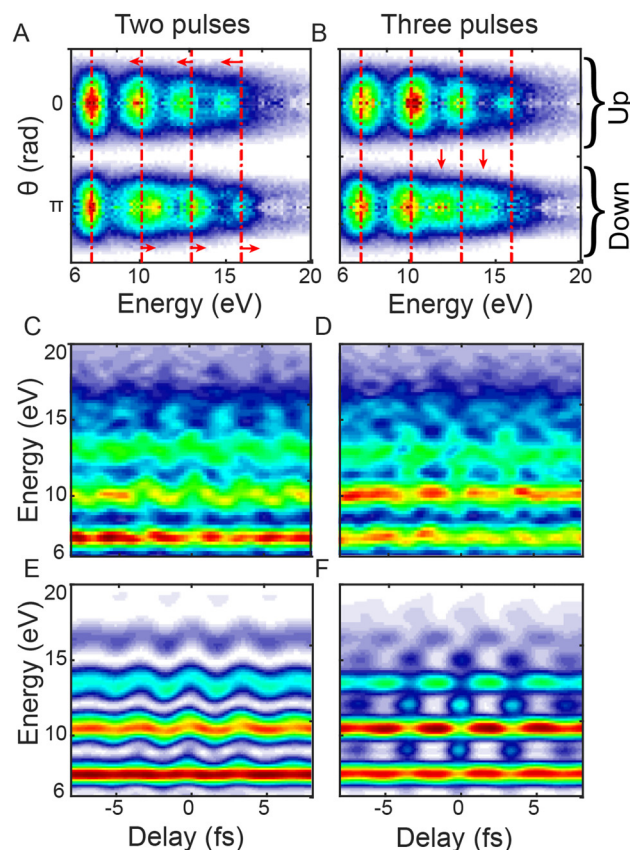 Two pulses
Three pulses
A
B
θ (rad)
0
π
Up
Down
6
10
15
20
6
10
15
20
Energy (eV)
Energy (eV)
C
D
Energy (eV)
20
15
10
6
E
F
Energy (eV)
20
15
10
6
-5
0
5
-5
0
5
Delay (fs)
Delay (fs)